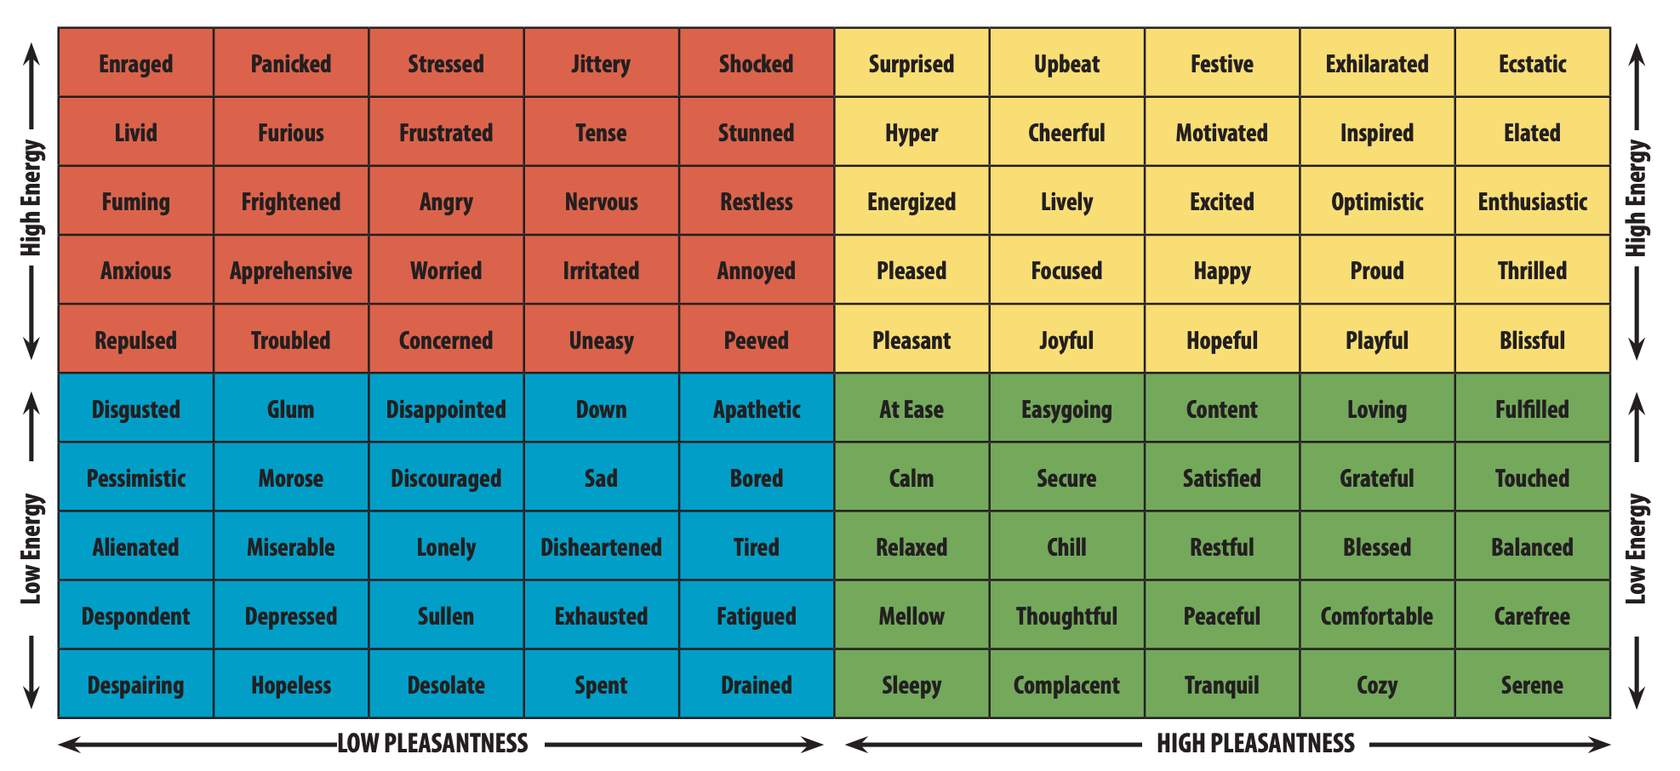 Enraged Panicked Stressed Jittery Shocked Surprised Upbeat Festive Exhilarated Ecstatic
Livid Furious Frustrated Tense Stunned Hyper Cheerful Motivated Inspired Elated
Fuming Frightened Angry Nervous Restless Energized Lively Excited Optimistic Enthusiastic
Anxious Apprehensive Worried Irritated Annoyed Pleased Focused Happy Proud Thrilled
Repulsed Troubled Concerned Uneasy Peeved Pleasant Joyful Hopeful Playful Blissful
Disgusted Glum Disappointed Down Apathetic At Ease Easygoing Content Loving Fulfilled
Pessimistic Morose Discouraged Sad Bored Calm Secure Satisfied Grateful Touched
Alienated Miserable Lonely Disheartened Tired Relaxed Chill Restful Blessed Balanced
Despondent Depressed Sullen Exhausted Fatigued Mellow Thoughtful Peaceful Comfortable Carefree
Despairing Hopeless Desolate Spent Drained Sleepy Complacent Tranquil Cozy Serene
High Energy
Low Energy
High Energy
Low Energy
LOW PLEASANTNESS
HIGH PLEASANTNESS